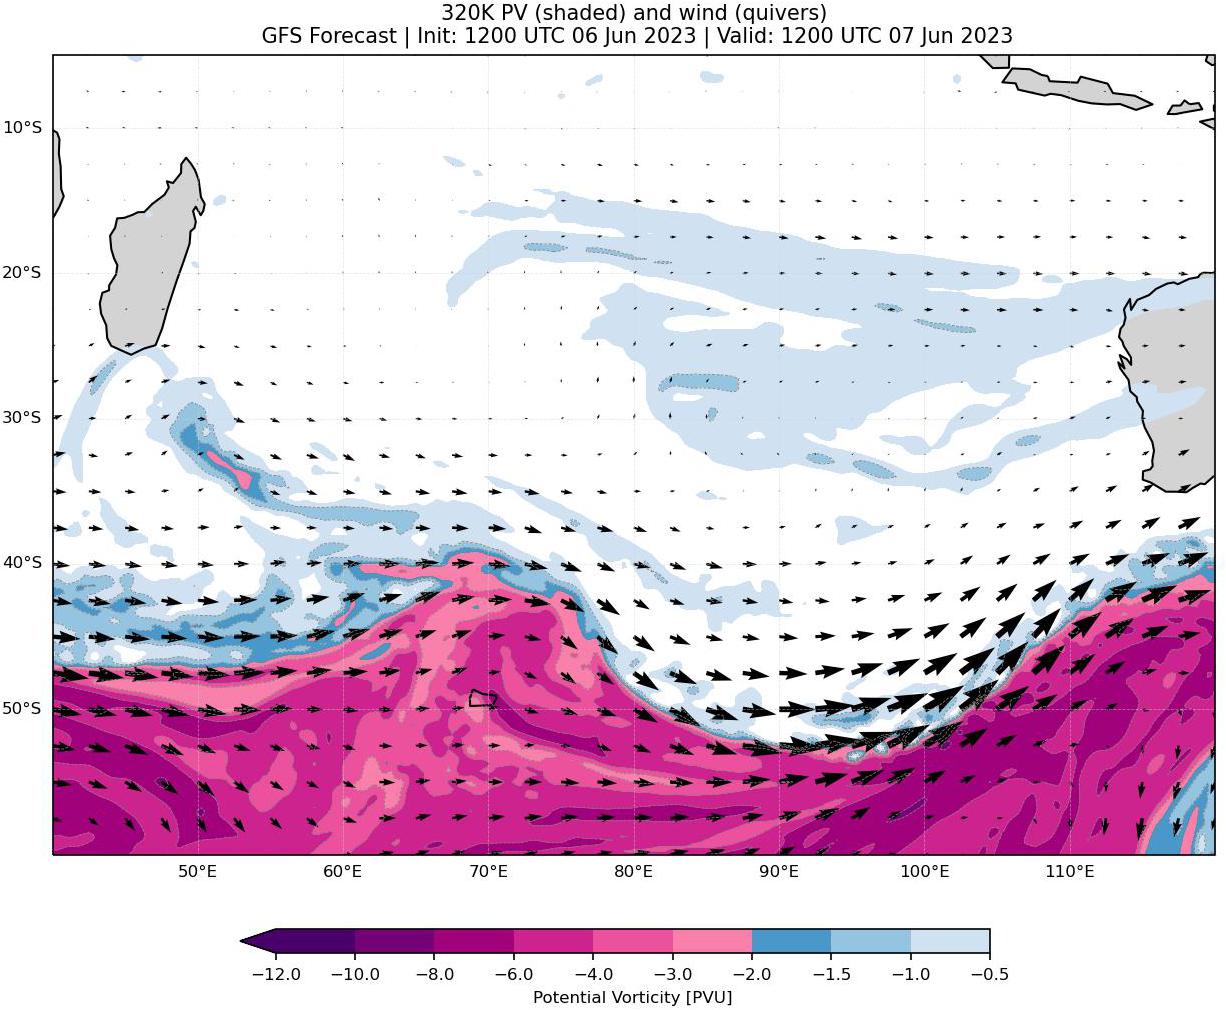 320K PV (shaded) and wind (quivers)
GFS Forecast | Init: 1200 UTC 06 Jun 2023 | Valid: 1200 UTC 07 Jun 2023
10°S
20°S
30°S
40°S
50°S
50°E 60°E 70°E 80°E 90°E 100°E 110°E
−12.0 −10.0 −8.0 −6.0 −4.0 −3.0 −2.0 −1.5 −1.0 −0.5
Potential Vorticity [PVU]